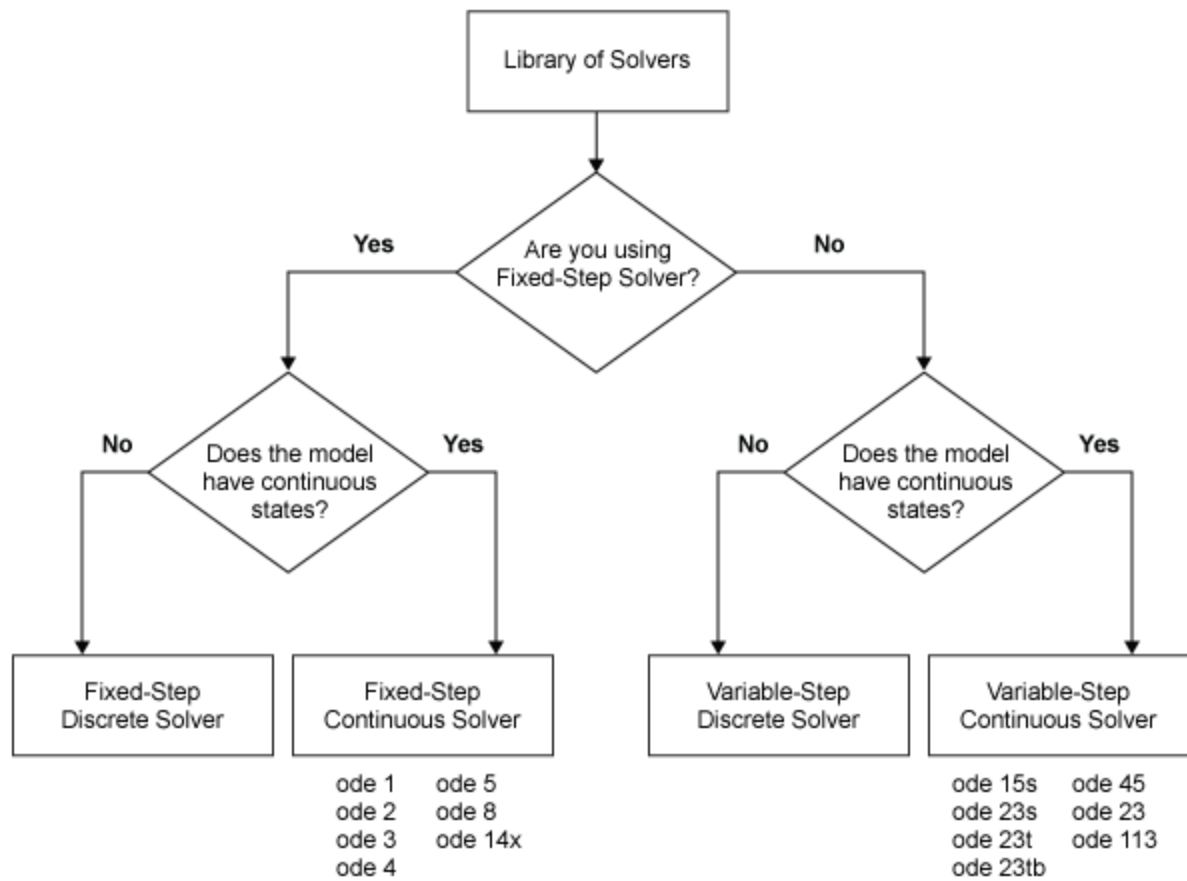 Library of Solvers
Yes
Are you using
Fixed-Step Solver?
No
No
Does the model
have continuous
states?
Yes
No
Does the model
have continuous
states?
Yes
Fixed-Step
Discrete Solver
Fixed-Step
Continuous Solver
Variable-Step
Discrete Solver
Variable-Step
Continuous Solver
ode 1 ode 5
ode 2 ode 8
ode 3 ode 14x
ode 4
ode 15s ode 45
ode 23s ode 23
ode 23t ode 113
ode 23tb